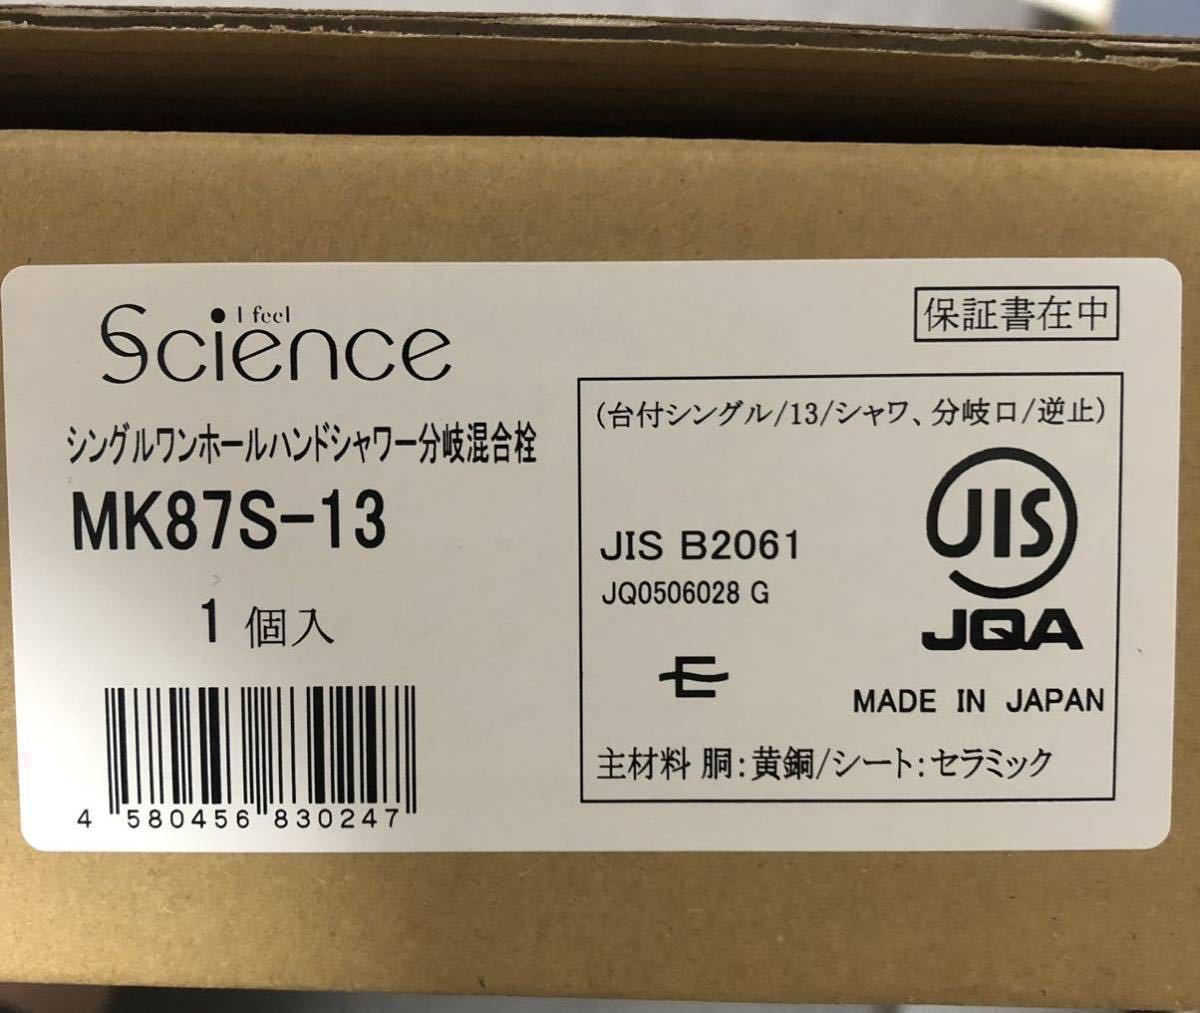 I feel
Science
シングルワンホールハンドシャワー分岐混合栓
MK87S-13
1 個入
4 580456 830247
保証書在中
(台付シングル/13/シャワ、分岐口/逆止)
JIS
JIS B2061
JQ0506028 G
JQA
E
MADE IN JAPAN
主材料 胴:黄銅/シート:セラミック